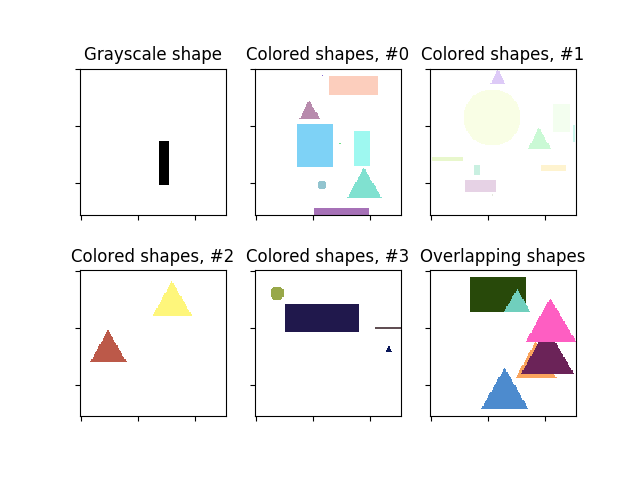 Grayscale shape
Colored shapes, #0
Colored shapes, #1
Colored shapes, #2
Colored shapes, #3
Overlapping shapes